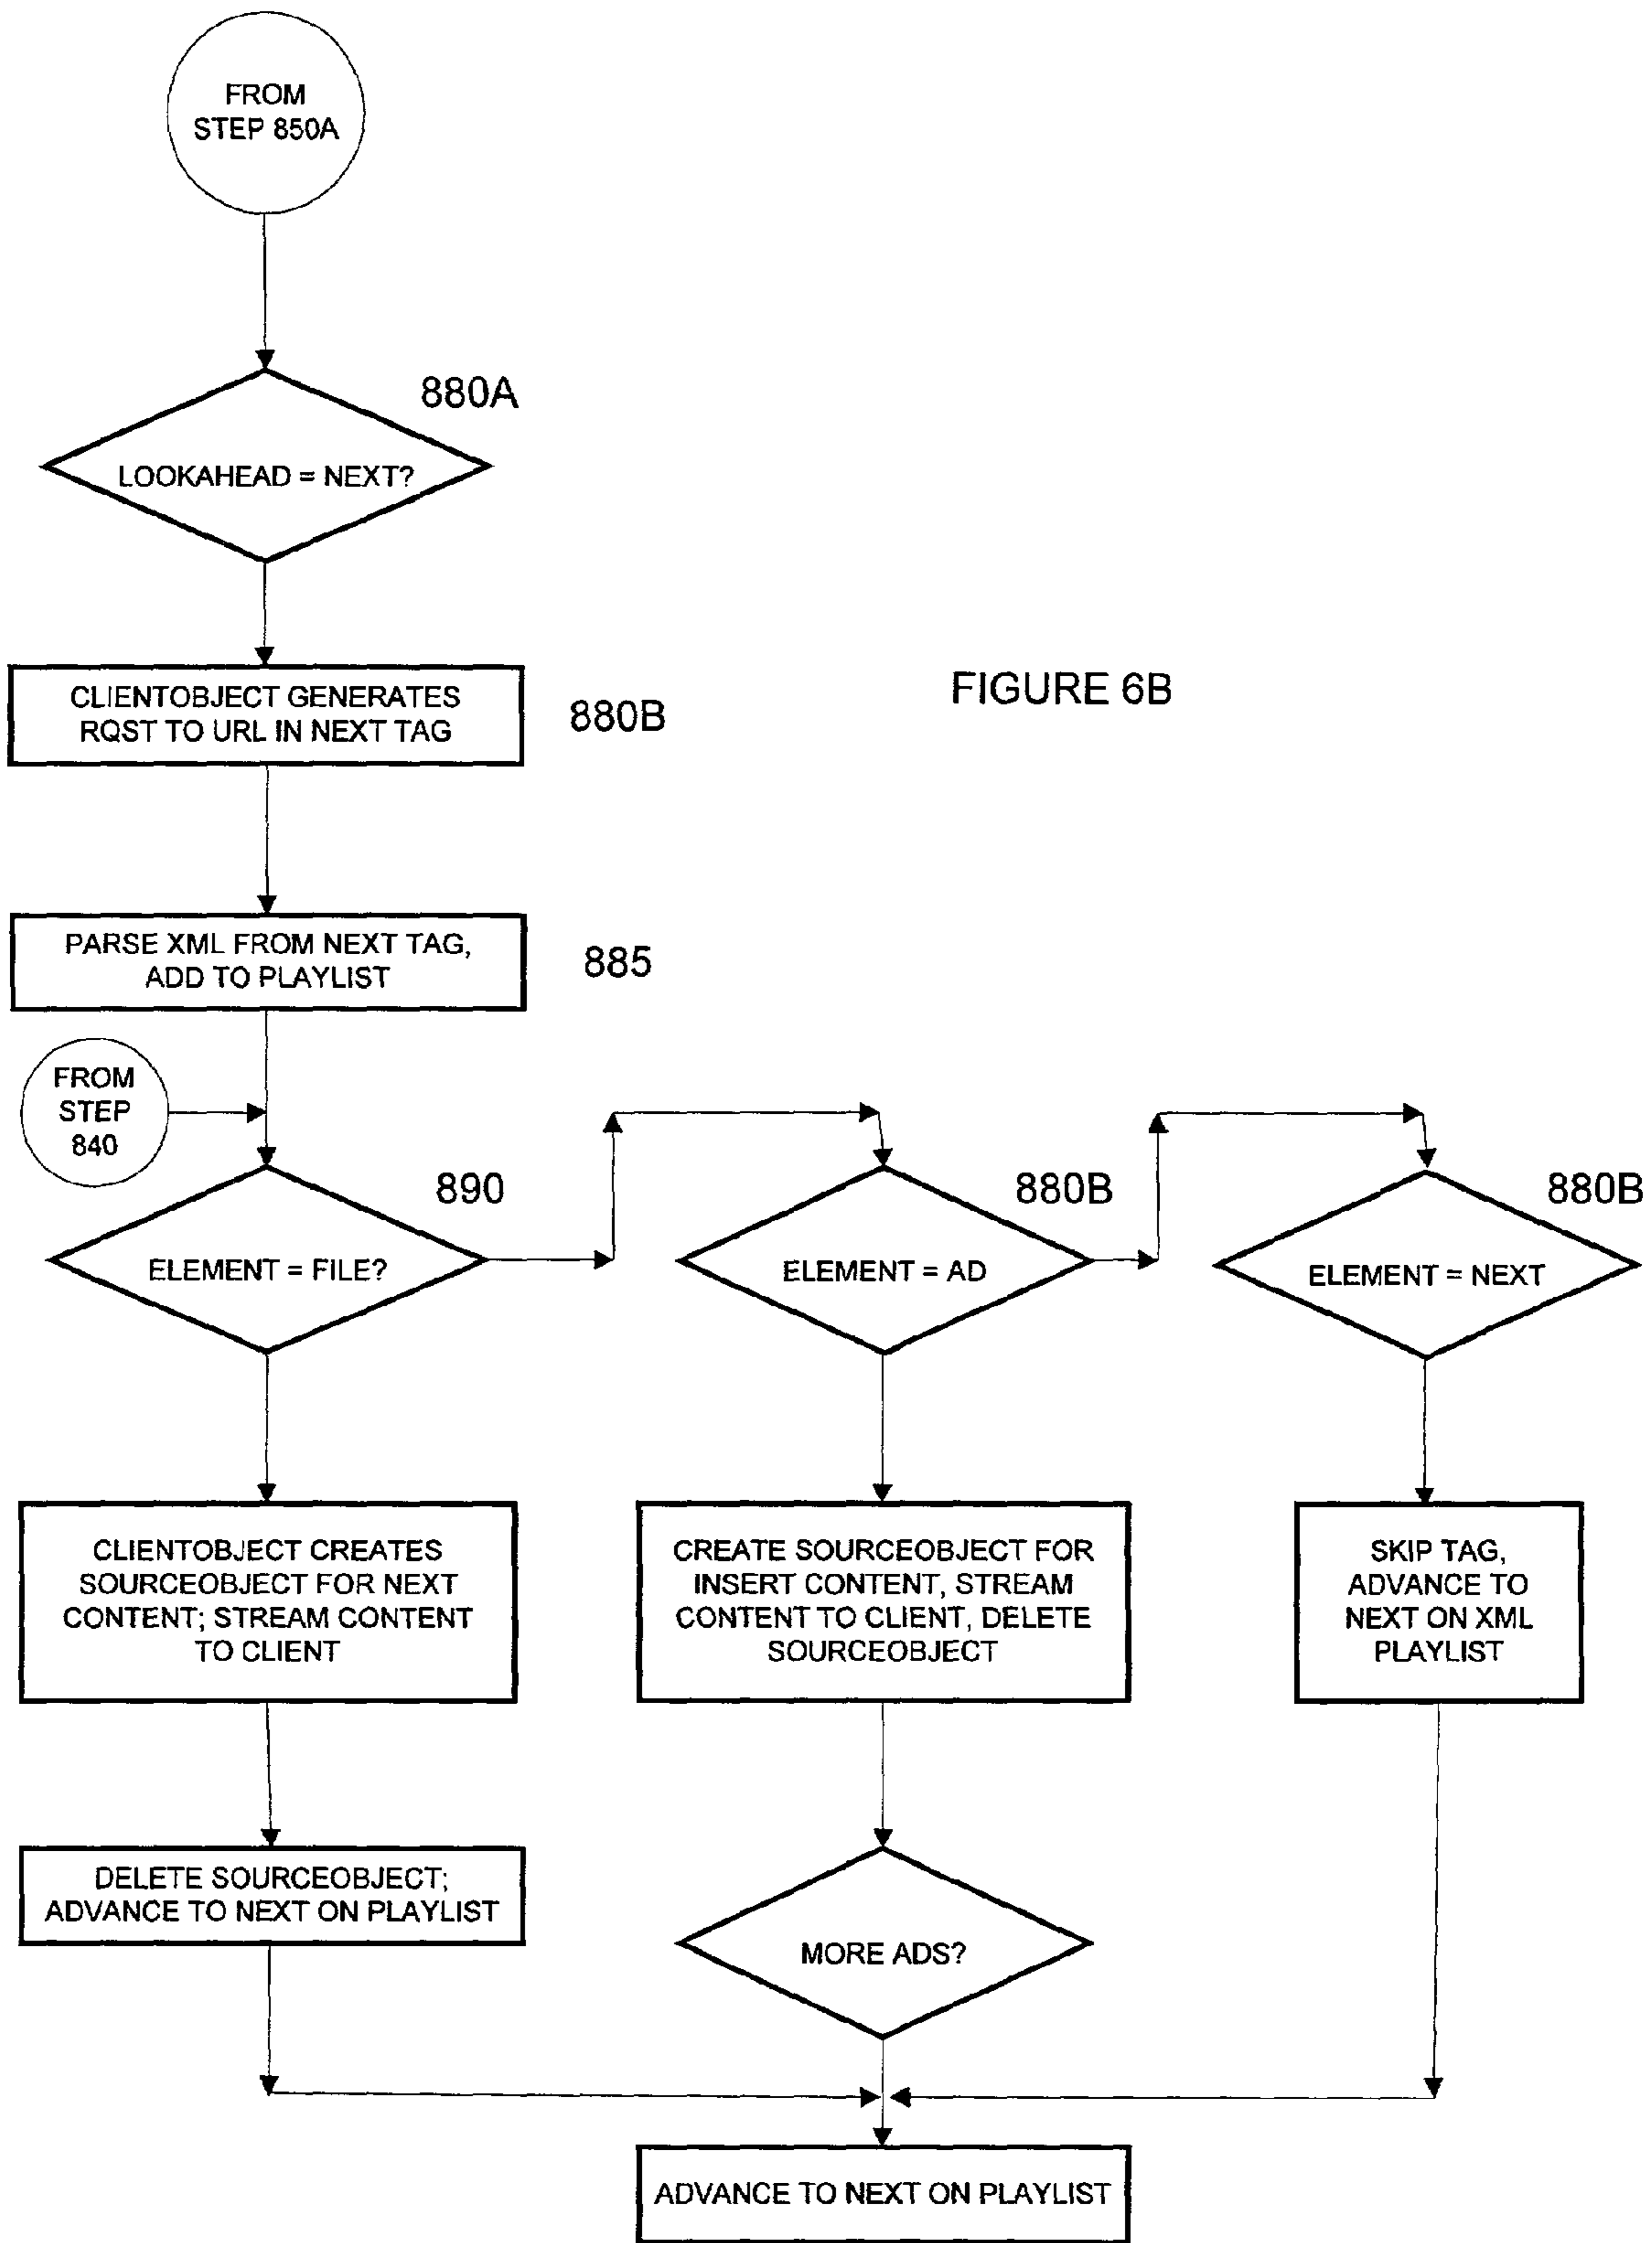 FROM
STEP 850A
880A
LOOKAHEAD = NEXT?
CLIENTOBJECT GENERATES
RQST TO URL IN NEXT TAG
880B
FIGURE 6B
PARSE XML FROM NEXT TAG,
ADD TO PLAYLIST
885
FROM
STEP
840
890
ELEMENT = FILE?
880B
ELEMENT = AD
880B
ELEMENT = NEXT
CLIENTOBJECT CREATES
SOURCEOBJECT FOR NEXT
CONTENT; STREAM CONTENT
TO CLIENT
CREATE SOURCEOBJECT FOR
INSERT CONTENT, STREAM
CONTENT TO CLIENT, DELETE
SOURCEOBJECT
SKIP TAG,
ADVANCE TO
NEXT ON XML
PLAYLIST
DELETE SOURCEOBJECT;
ADVANCE TO NEXT ON PLAYLIST
MORE ADS?
ADVANCE TO NEXT ON PLAYLIST